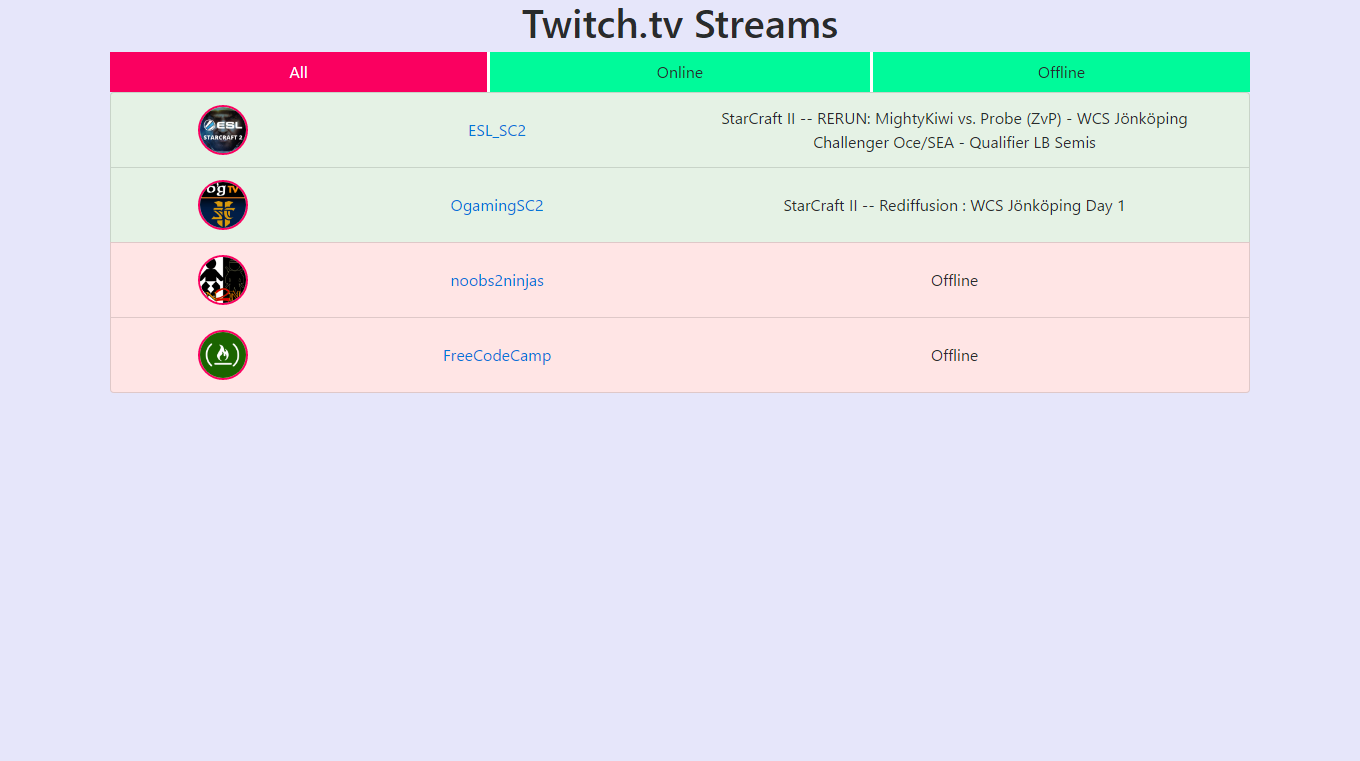 Twitch.tv Streams
All
Online
Offline
ESL
STARCRAFT 2
ESL_SC2
StarCraft II -- RERUN: MightyKiwi vs. Probe (ZvP) - WCS Jönköping
Challenger Oce/SEA - Qualifier LB Semis
o'g TV
OgamingSC2
StarCraft II -- Rediffusion : WCS Jönköping Day 1
noobs2ninjas
Offline
FreeCodeCamp
Offline